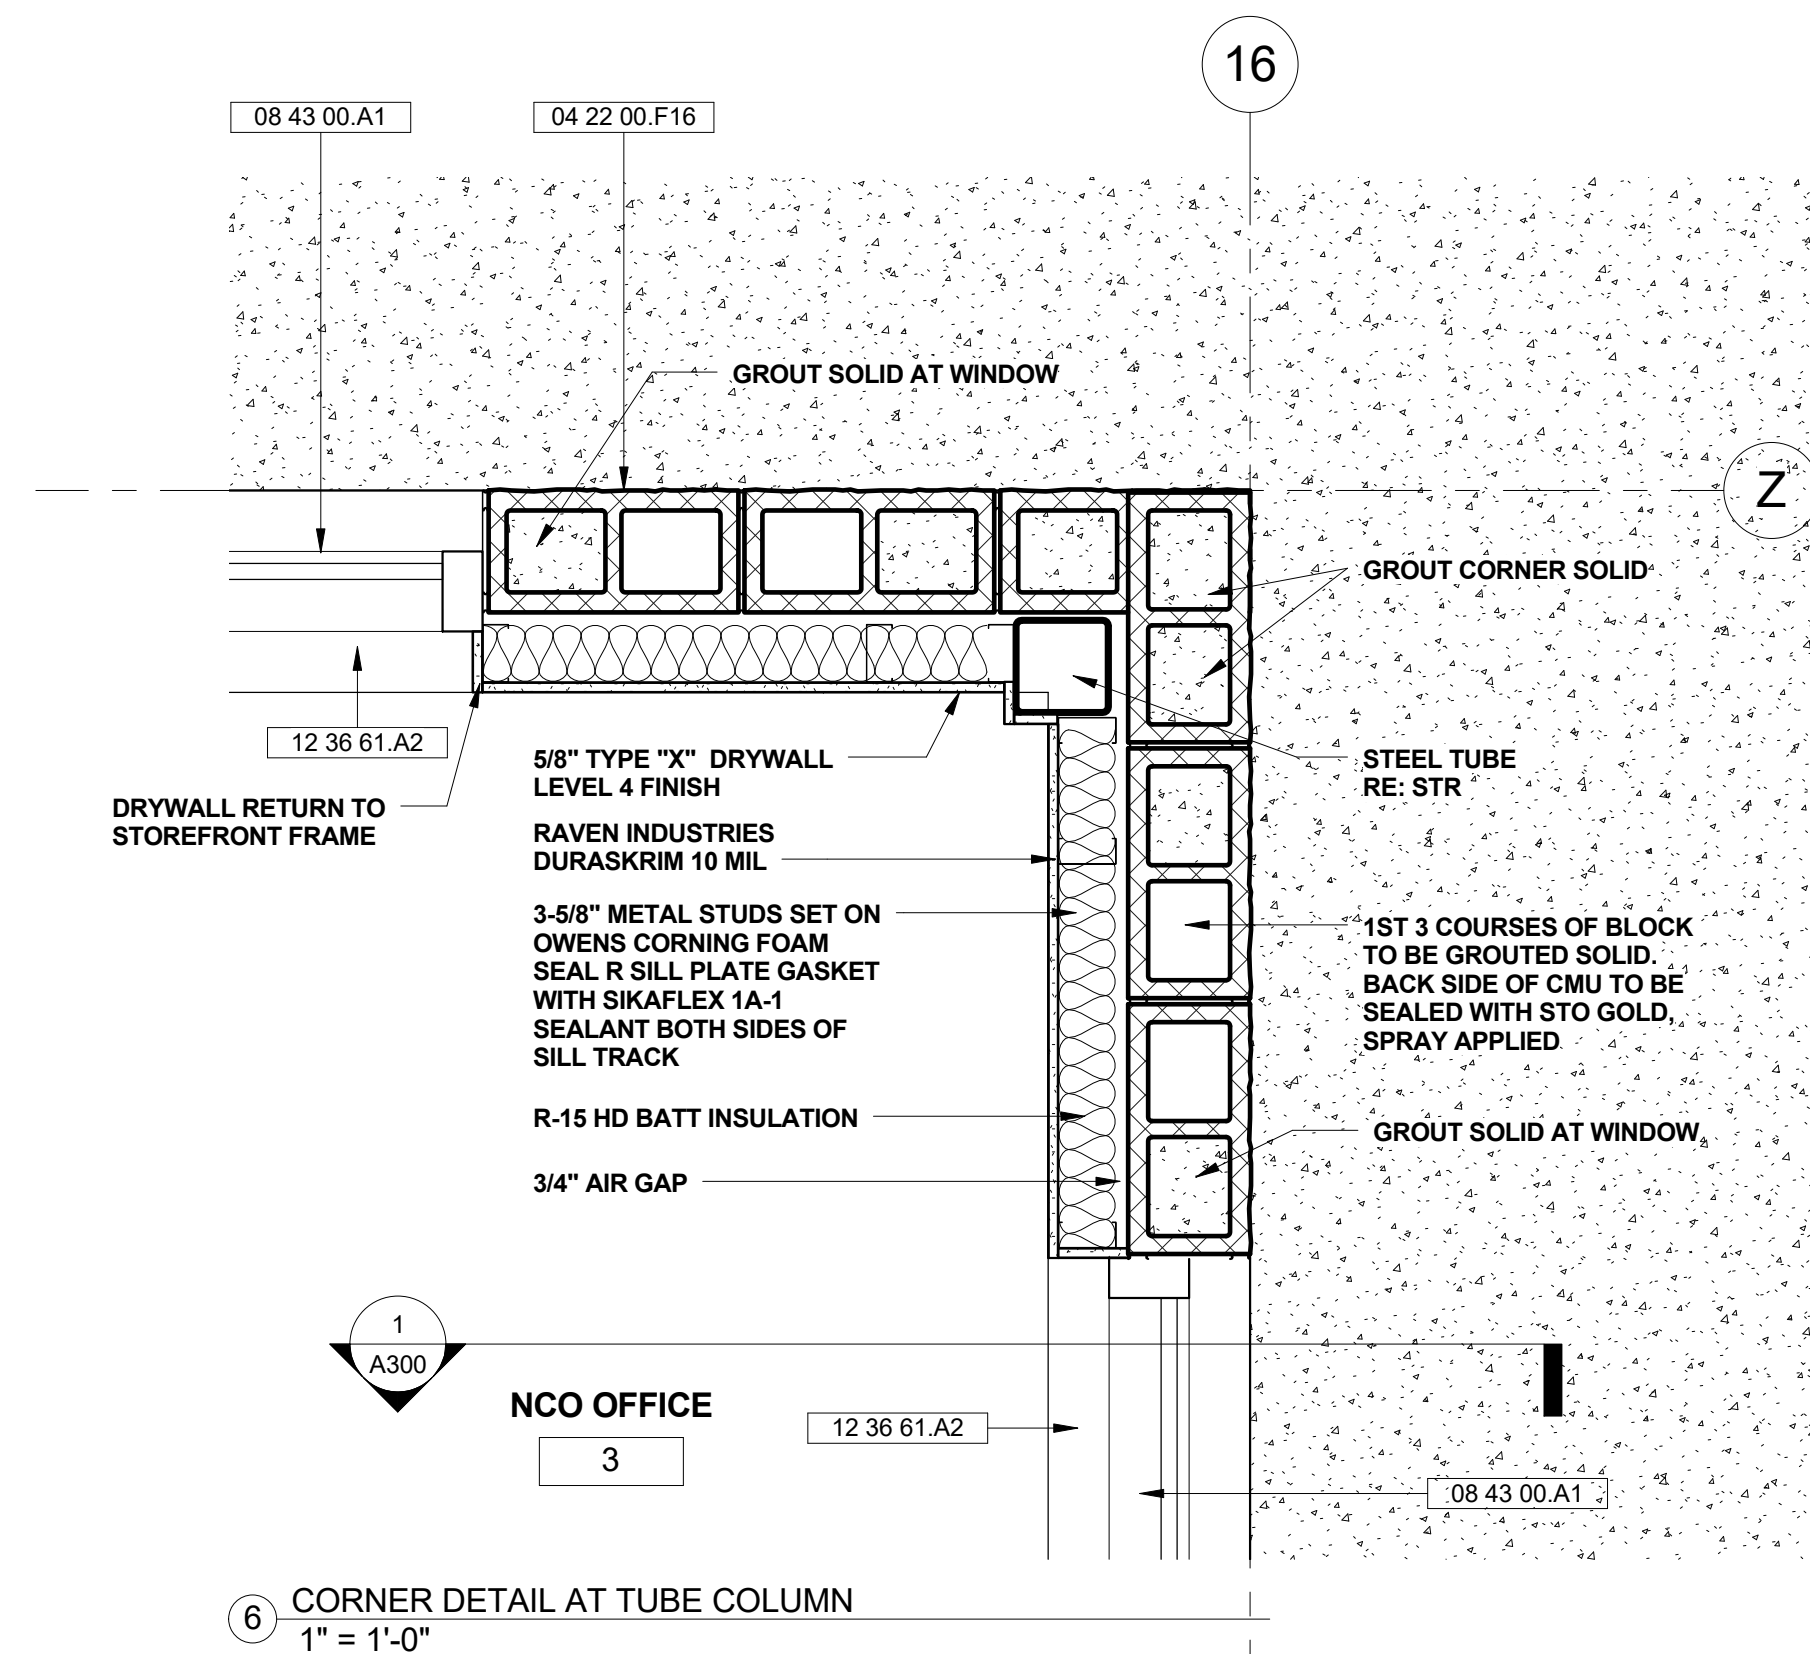 16
08 43 00.A1
04 22 00.F16
GROUT SOLID AT WINDOW
Z
GROUT CORNER SOLID
12 36 61.A2
5/8" TYPE "X" DRYWALL
LEVEL 4 FINISH
STEEL TUBE
RE: STR
DRYWALL RETURN TO
STOREFRONT FRAME
RAVEN INDUSTRIES
DURASKRIM 10 MIL
3-5/8" METAL STUDS SET ON
OWENS CORNING FOAM
SEAL R SILL PLATE GASKET
WITH SIKAFLEX 1A-1
SEALANT BOTH SIDES OF
SILL TRACK
1ST 3 COURSES OF BLOCK
TO BE GROUTED SOLID.
BACK SIDE OF CMU TO BE
SEALED WITH STO GOLD,
SPRAY APPLIED
R-15 HD BATT INSULATION
GROUT SOLID AT WINDOW
3/4" AIR GAP
1
A300
NCO OFFICE
3
12 36 61.A2
08 43 00.A1
6
CORNER DETAIL AT TUBE COLUMN
1" = 1'-0"